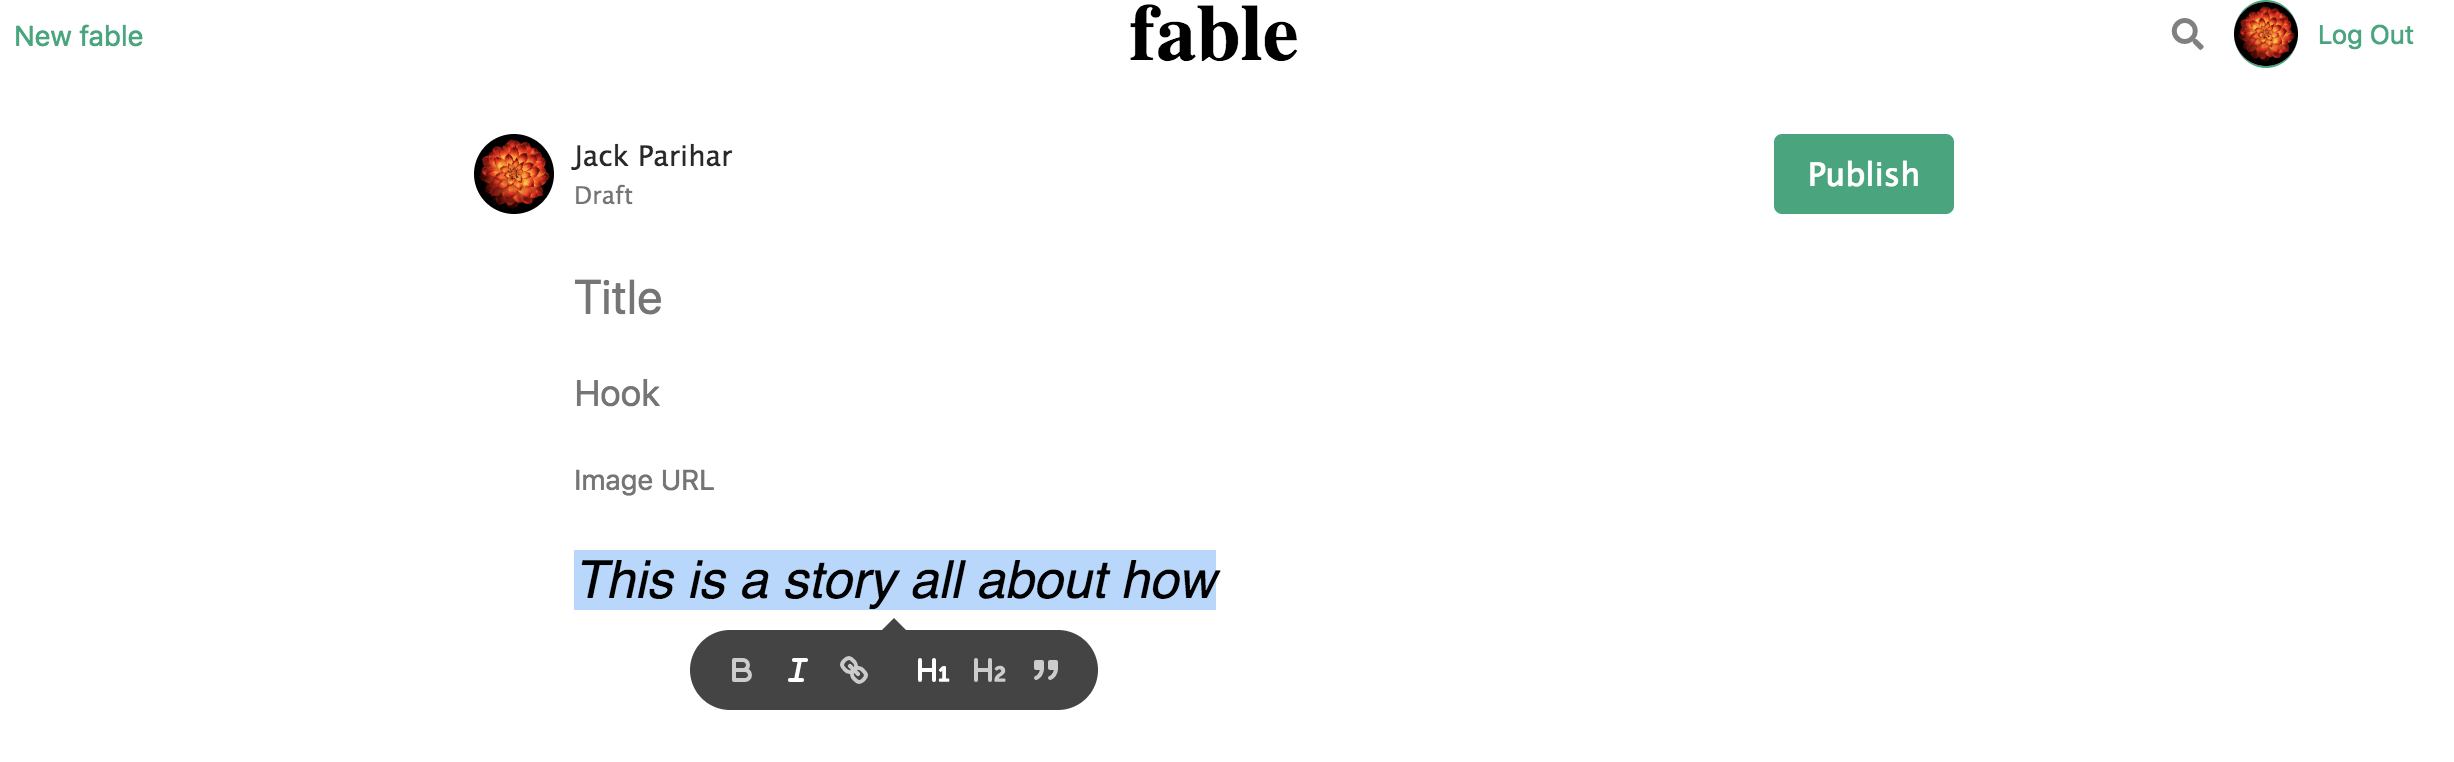 New fable
fable
Log Out
Jack Parihar
Draft
Publish
Title
Hook
Image URL
This is a story all about how
B I H1 H2 ”